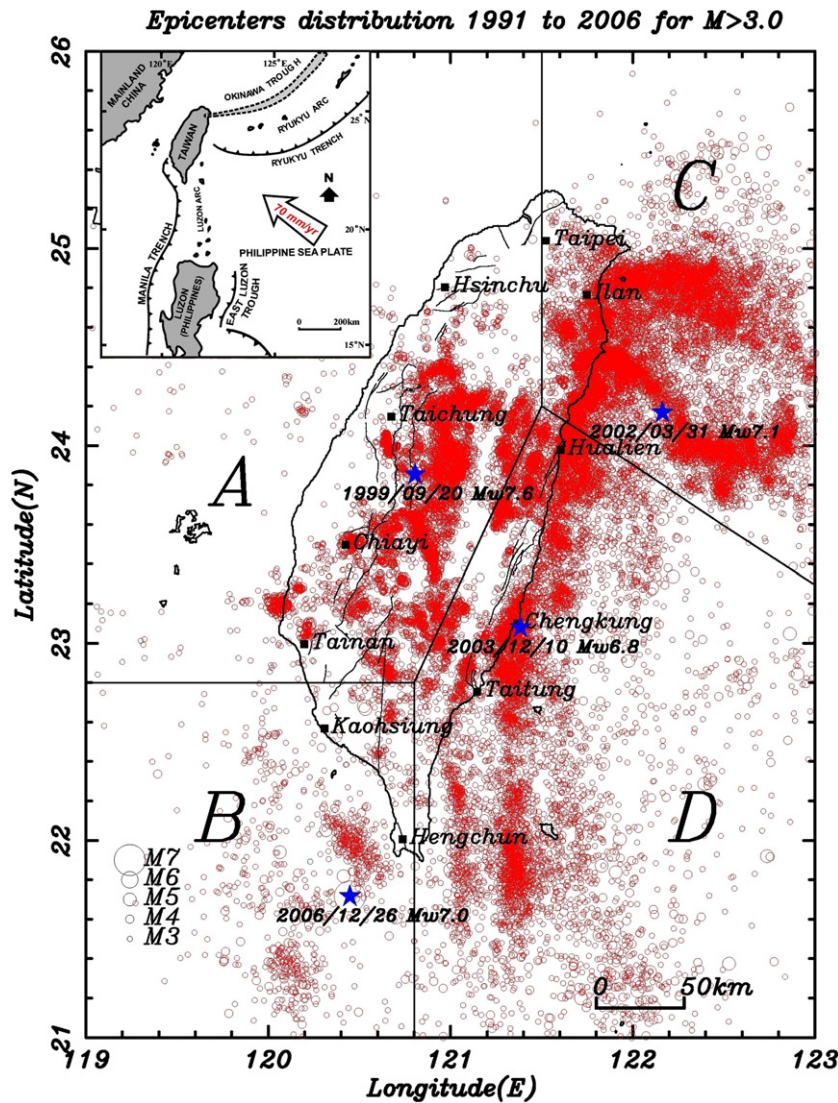 Epicenters distribution 1991 to 2006 for M>3.0
26
25
24
23
22
21
Latitude(N)
119
120
121
122
123
Longitude(E)
120°E
125°E
MAINLAND
CHINA
OKINAWA TROUGH
RYUKYU ARC
25°N
RYUKYU TRENCH
TAIWAN
N
LUZON ARC
70 mm/yr
20°N
MANILA TRENCH
PHILIPPINE SEA PLATE
LUZON
(PHILIPPINES)
EAST LUZON
TROUGH
0 200km
15°N
C
Taipei
Hsinchu
Ilan
Taichung
2002/03/31 Mw7.1
Hualien
A
1999/09/20 Mw7.6
Chiayi
Chengkung
Tainan
2003/12/10 Mw6.8
Taitung
Kaohsiung
B
D
Hengchun
M7
M6
M5
M4
M3
2006/12/26 Mw7.0
0 50km